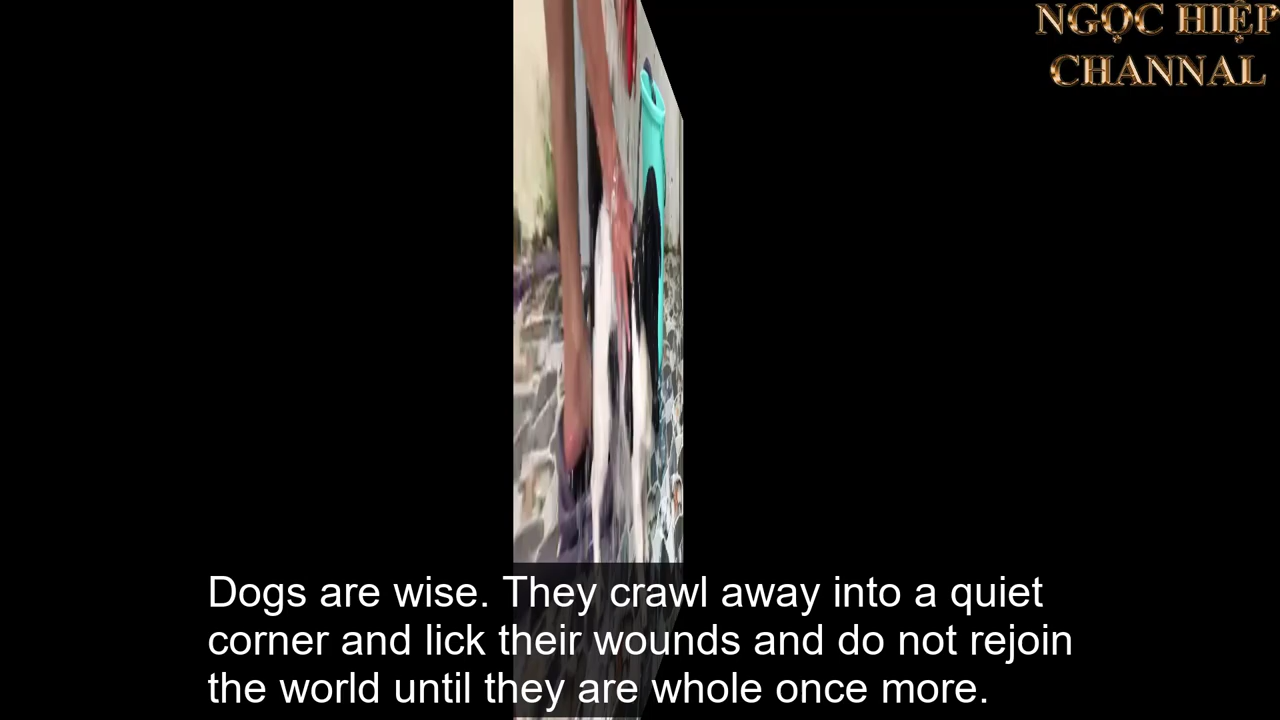 NGỌC HIỆP
CHANNAL
Dogs are wise. They crawl away into a quiet
corner and lick their wounds and do not rejoin
the world until they are whole once more.